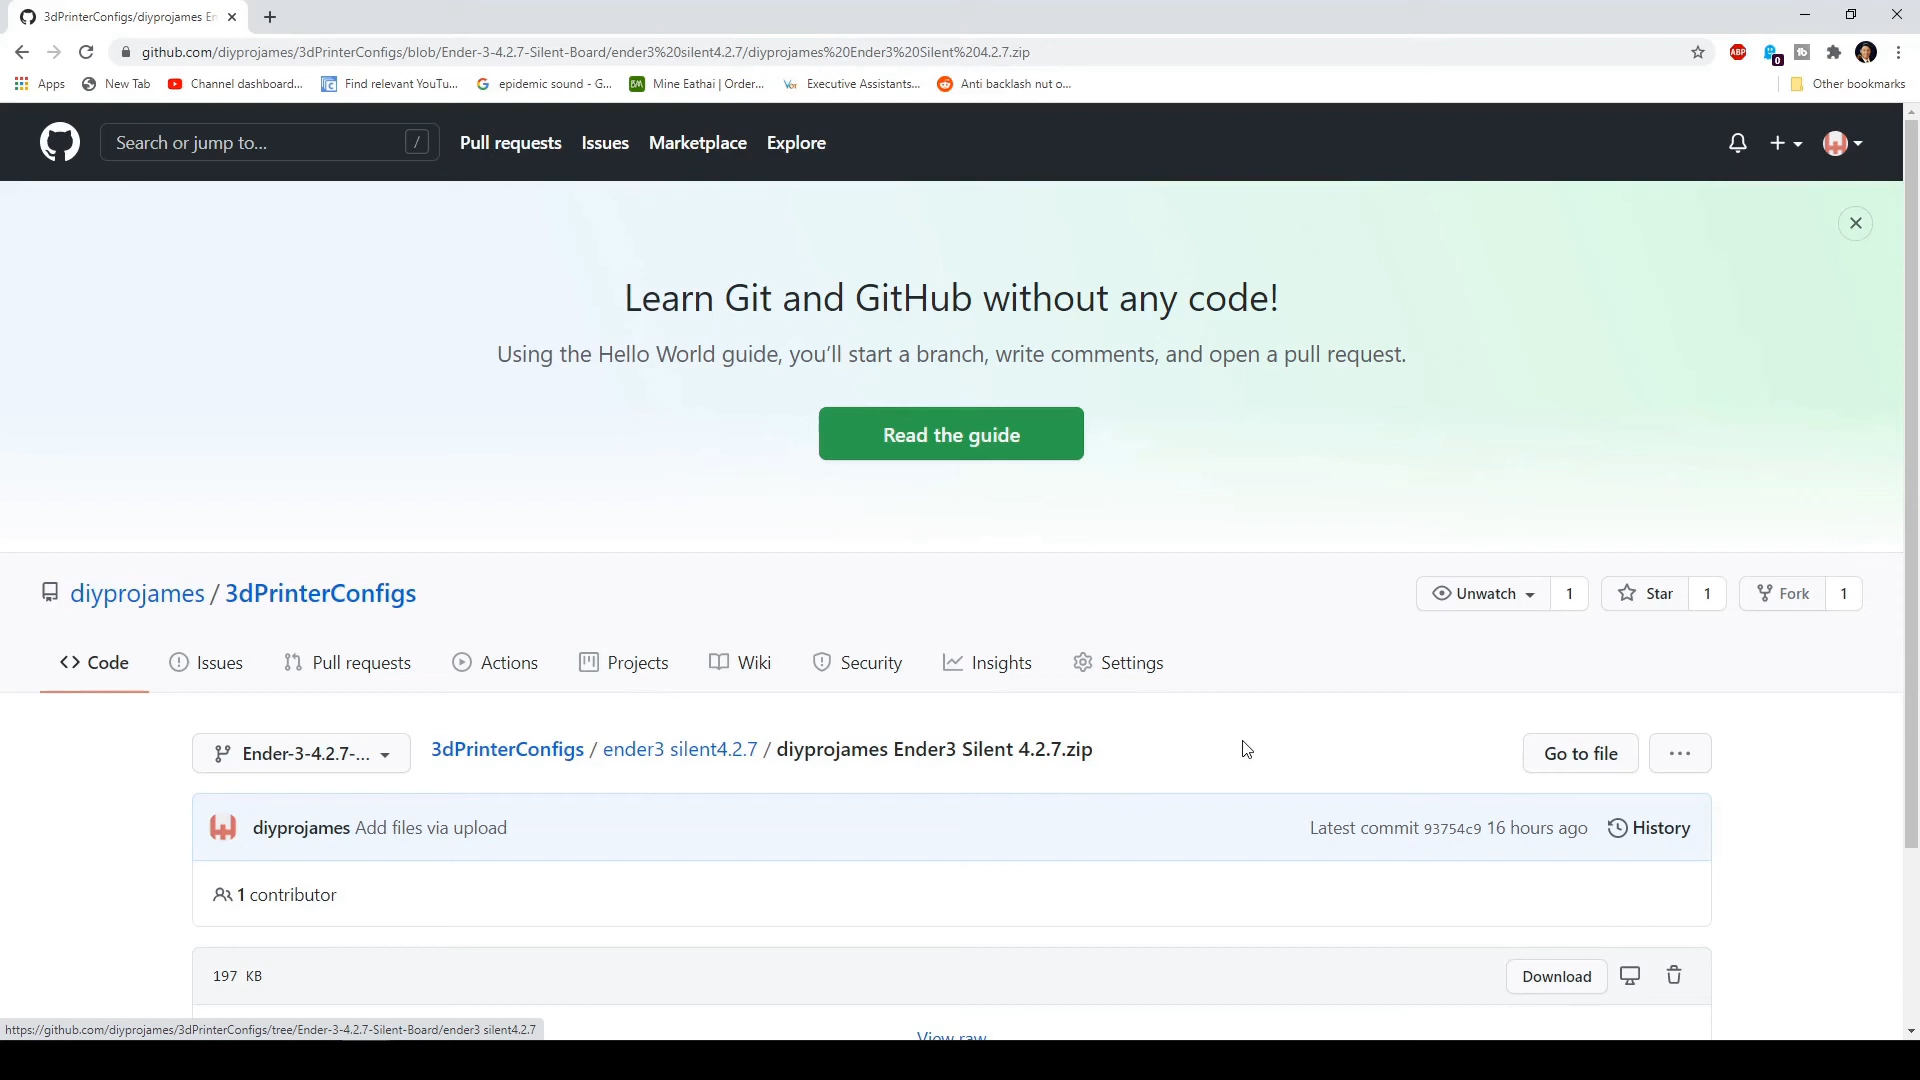 3dPrinterConfigs/diyprojames En
github.com/diyprojames/3dPrinterConfigs/blob/Ender-3-4.2.7-Silent-Board/ender3%20silent4.2.7/diyprojames%20Ender3%20Silent%204.2.7.zip
ABP
0
tb
Apps
New Tab
Channel dashboard...
Find relevant YouTu...
epidemic sound - G...
BM
Mine Eathai | Order...
Executive Assistants...
Anti backlash nut o...
Other bookmarks
Search or jump to...
/
Pull requests
Issues
Marketplace
Explore
Learn Git and GitHub without any code!
Using the Hello World guide, you’ll start a branch, write comments, and open a pull request.
Read the guide
diyprojames / 3dPrinterConfigs
Unwatch
1
Star
1
Fork
1
Code
Issues
Pull requests
Actions
Projects
Wiki
Security
Insights
Settings
Ender-3-4.2.7-...
3dPrinterConfigs / ender3 silent4.2.7 / diyprojames Ender3 Silent 4.2.7.zip
Go to file
diyprojames Add files via upload
Latest commit 93754c9 16 hours ago
History
1 contributor
197 KB
Download
View raw
https://github.com/diyprojames/3dPrinterConfigs/tree/Ender-3-4.2.7-Silent-Board/ender3 silent4.2.7